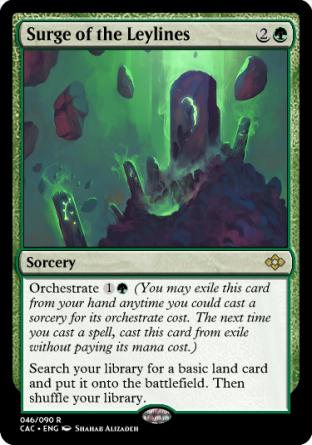 Surge of the Leylines 2
Sorcery
Orchestrate 1 (You may exile this card
from your hand anytime you could cast a
sorcery for its orchestrate cost. The next time
you cast a spell, cast this card from exile
without paying its mana cost.)
Search your library for a basic land card
and put it onto the battlefield. Then
shuffle your library.
046/090 R
CAC • ENG Shahab Alizadeh